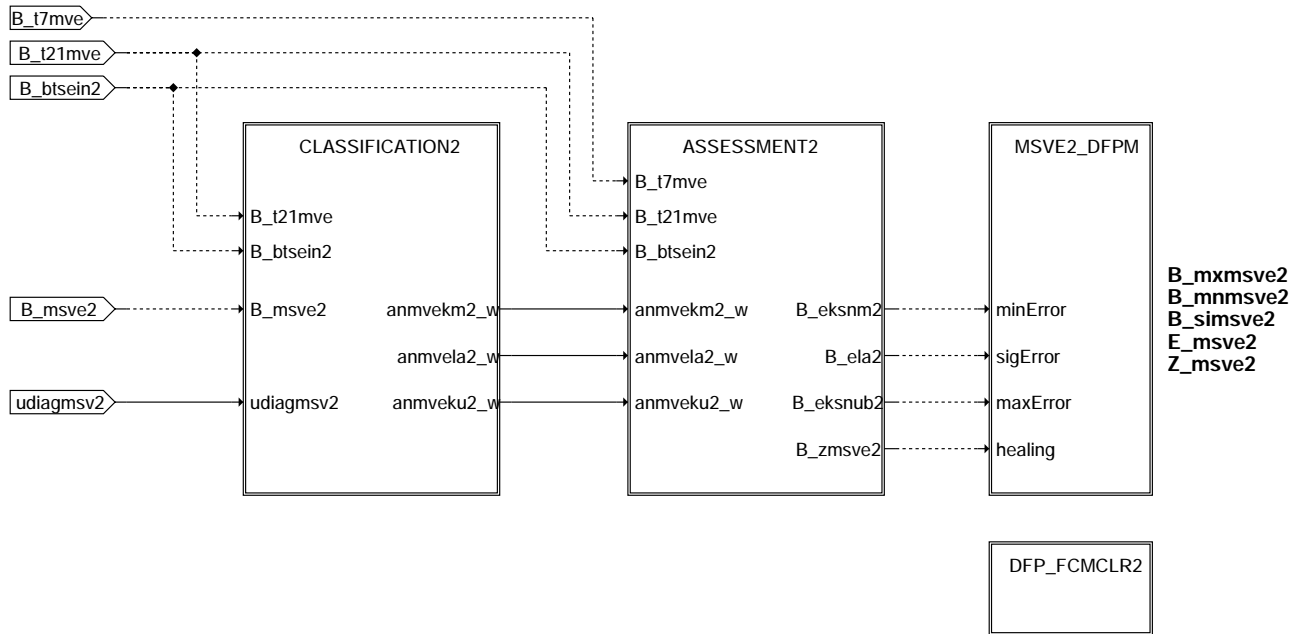 B_t7mve
B_t21mve
B_btsein2
CLASSIFICATION2
ASSESSMENT2
MSVE2_DFPM
B_t7mve
B_t21mve
B_t21mve
B_btsein2
B_btsein2
B_mxmsve2
B_mnmsve2
B_simsve2
E_msve2
Z_msve2
B_msve2
B_msve2
anmvekm2_w
anmvekm2_w
B_eksnm2
minError
anmvela2_w
anmvela2_w
B_ela2
sigError
udiagmsv2
udiagmsv2
anmveku2_w
anmveku2_w
B_eksnub2
maxError
B_zmsve2
healing
DFP_FCMCLR2